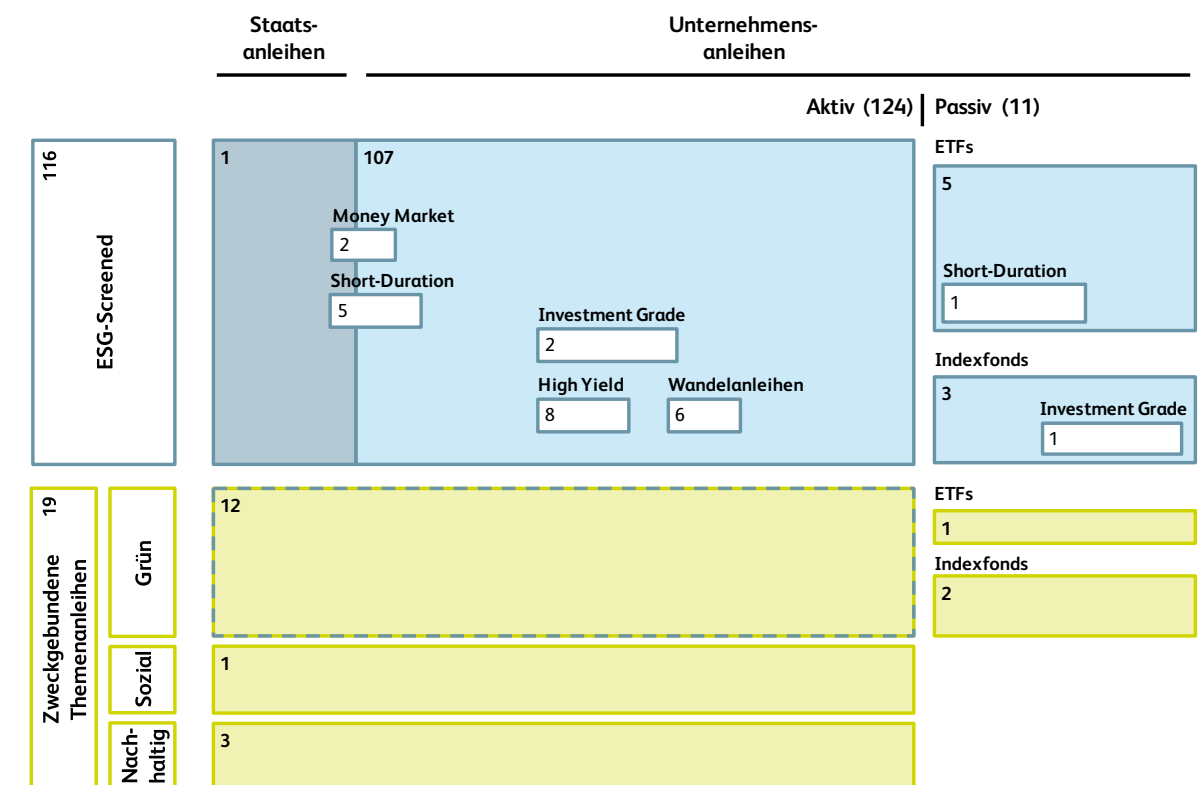 Staats-
anleihen
Unternehmens-
anleihen
Aktiv (124)
Passiv (11)
116
ESG-Screened
1
107
Money Market
2
Short-Duration
5
Investment Grade
2
High Yield
8
Wandelanleihen
6
ETFs
5
Short-Duration
1
Indexfonds
3
Investment Grade
1
19
Zweckgebundene
Themenanleihen
Grün
12
ETFs
1
Indexfonds
2
Sozial
1
Nach-
haltig
3